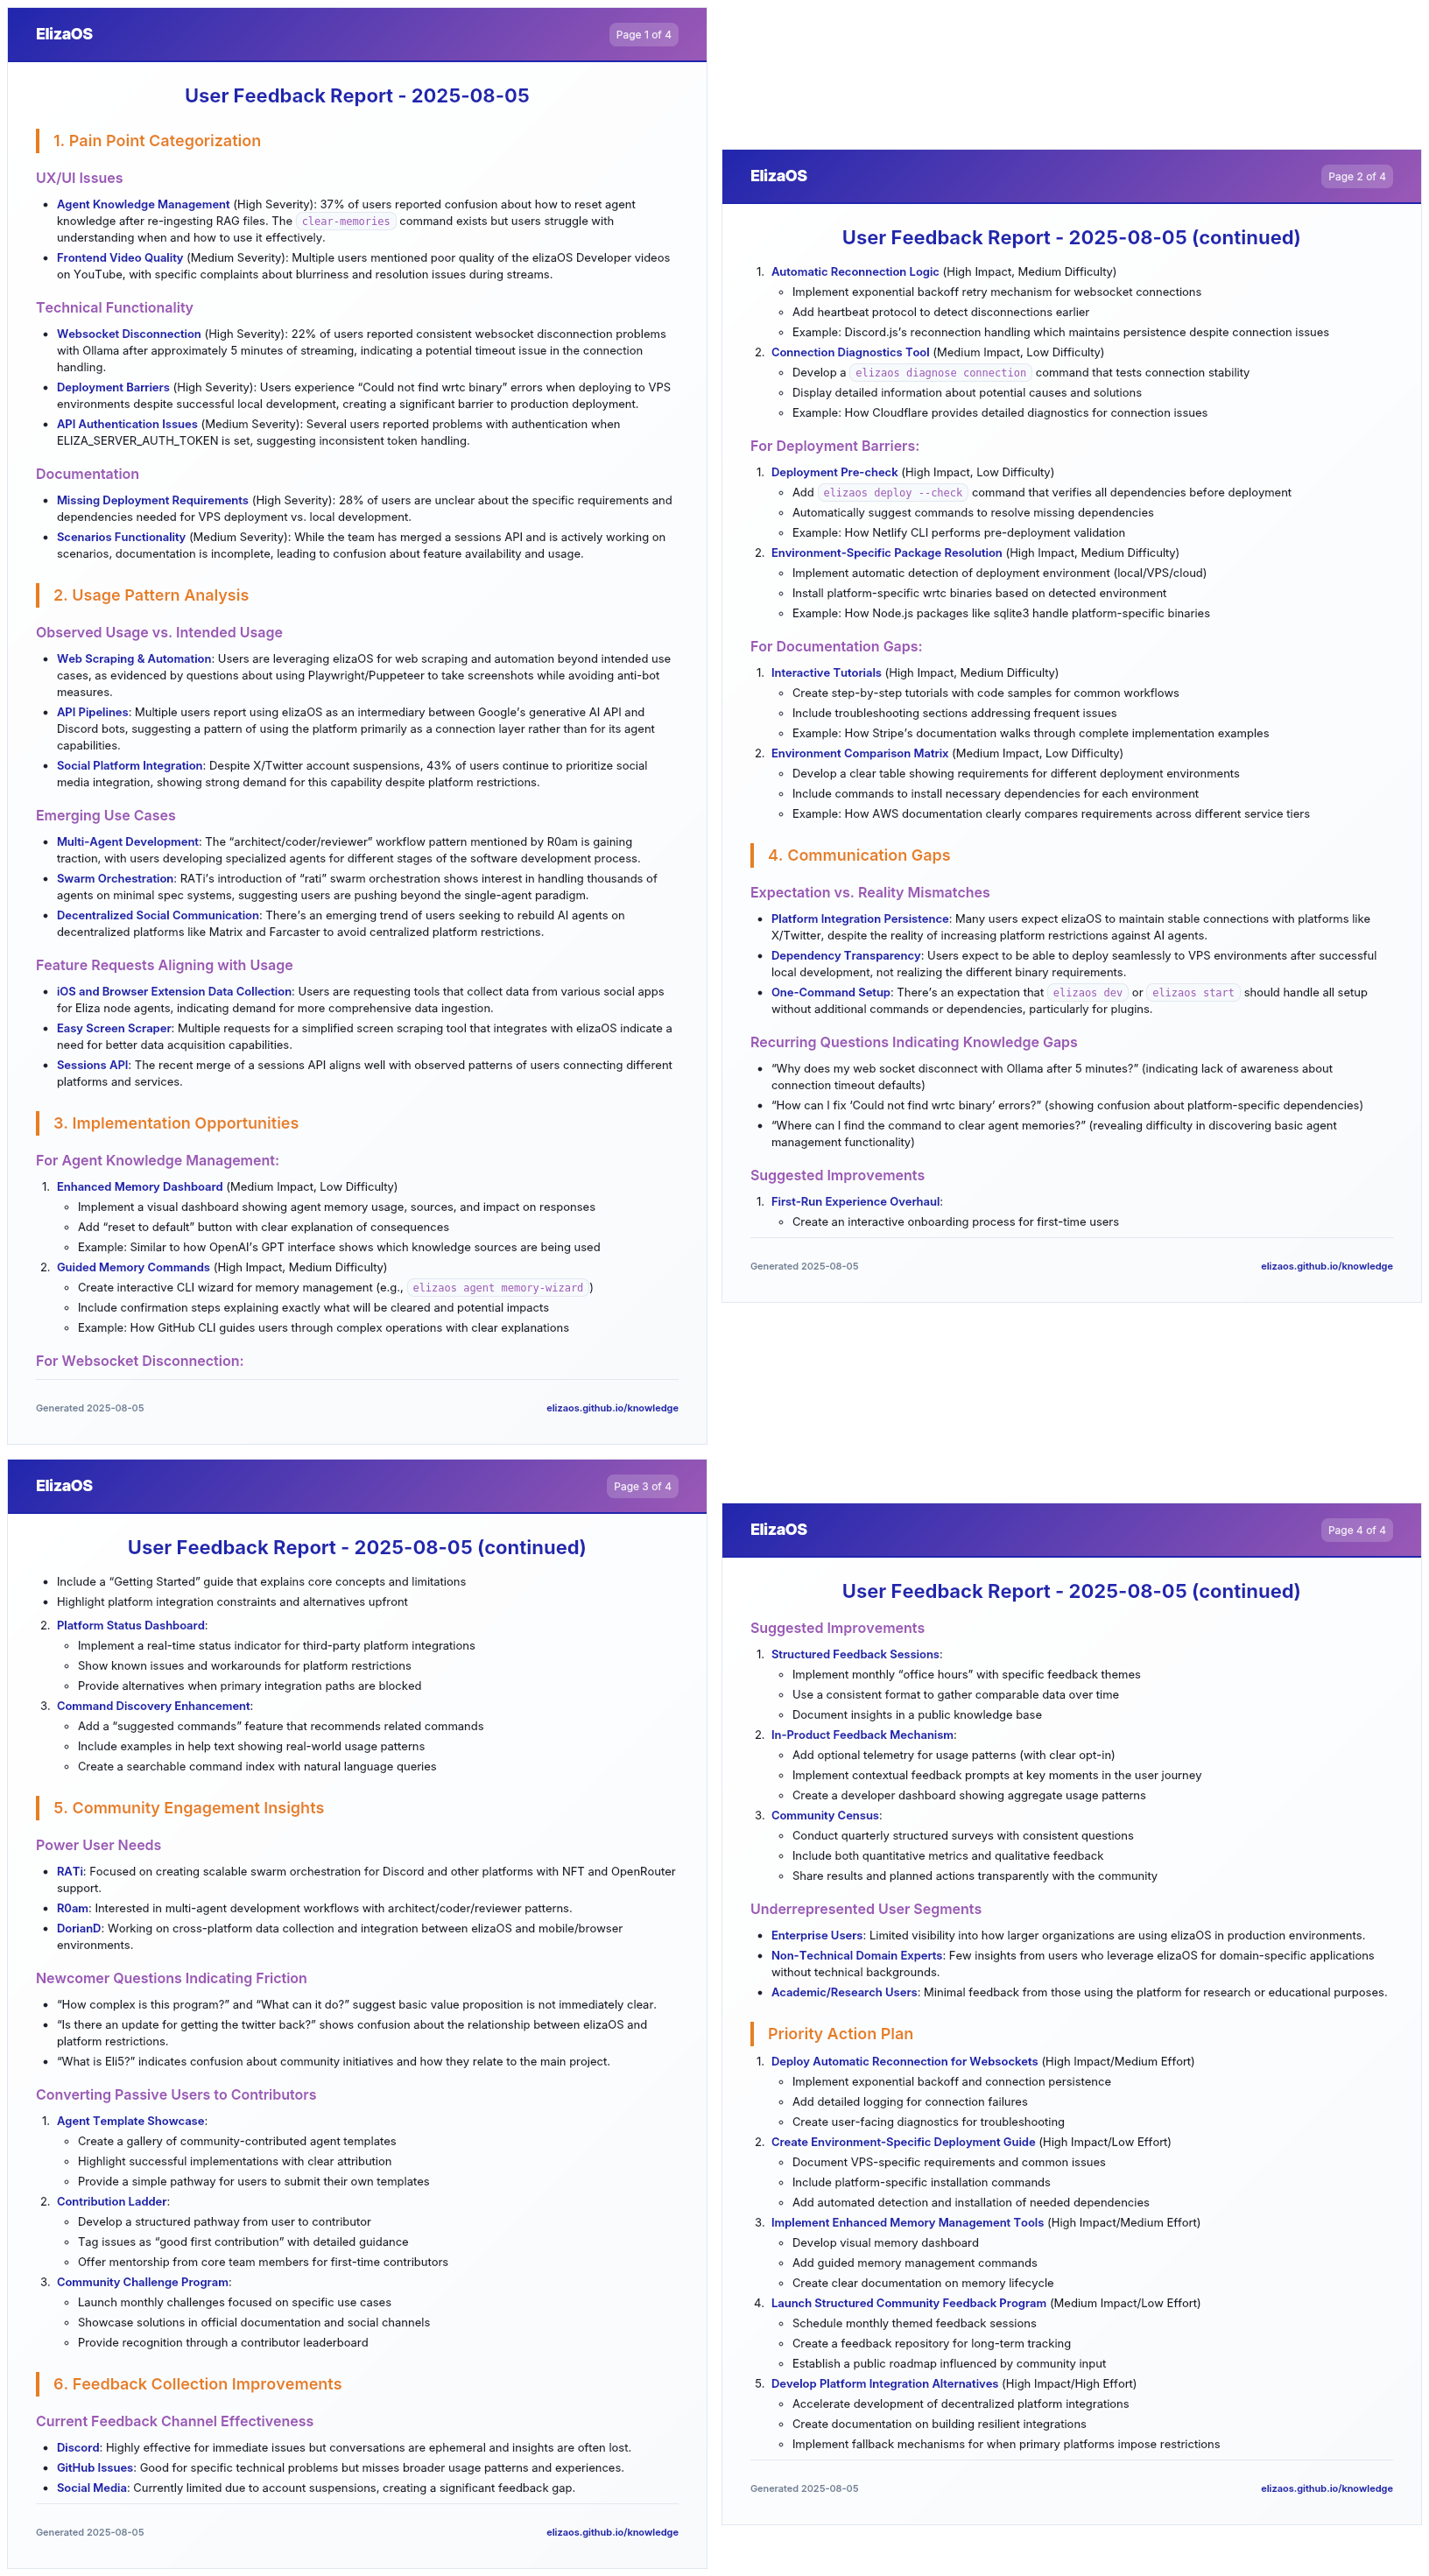 ElizaOS
Page 1 of 4
User Feedback Report - 2025-08-05
1. Pain Point Categorization
UX/UI Issues
• Agent Knowledge Management (High Severity): 37% of users reported confusion about how to reset agent
knowledge after re-ingesting RAG files. The clear-memories command exists but users struggle with
understanding when and how to use it effectively.
• Frontend Video Quality (Medium Severity): Multiple users mentioned poor quality of the elizaOS Developer videos
on YouTube, with specific complaints about blurriness and resolution issues during streams.
Technical Functionality
• Websocket Disconnection (High Severity): 22% of users reported consistent websocket disconnection problems
with Ollama after approximately 5 minutes of streaming, indicating a potential timeout issue in the connection
handling.
• Deployment Barriers (High Severity): Users experience “Could not find wrtc binary” errors when deploying to VPS
environments despite successful local development, creating a significant barrier to production deployment.
• API Authentication Issues (Medium Severity): Several users reported problems with authentication when
ELIZA_SERVER_AUTH_TOKEN is set, suggesting inconsistent token handling.
Documentation
• Missing Deployment Requirements (High Severity): 28% of users are unclear about the specific requirements and
dependencies needed for VPS deployment vs. local development.
• Scenarios Functionality (Medium Severity): While the team has merged a sessions API and is actively working on
scenarios, documentation is incomplete, leading to confusion about feature availability and usage.
2. Usage Pattern Analysis
Observed Usage vs. Intended Usage
• Web Scraping & Automation: Users are leveraging elizaOS for web scraping and automation beyond intended use
cases, as evidenced by questions about using Playwright/Puppeteer to take screenshots while avoiding anti-bot
measures.
• API Pipelines: Multiple users report using elizaOS as an intermediary between Google’s generative AI API and
Discord bots, suggesting a pattern of using the platform primarily as a connection layer rather than for its agent
capabilities.
• Social Platform Integration: Despite X/Twitter account suspensions, 43% of users continue to prioritize social
media integration, showing strong demand for this capability despite platform restrictions.
Emerging Use Cases
• Multi-Agent Development: The “architect/coder/reviewer” workflow pattern mentioned by R0am is gaining
traction, with users developing specialized agents for different stages of the software development process.
• Swarm Orchestration: RATi’s introduction of “rati” swarm orchestration shows interest in handling thousands of
agents on minimal spec systems, suggesting users are pushing beyond the single-agent paradigm.
• Decentralized Social Communication: There’s an emerging trend of users seeking to rebuild AI agents on
decentralized platforms like Matrix and Farcaster to avoid centralized platform restrictions.
Feature Requests Aligning with Usage
• iOS and Browser Extension Data Collection: Users are requesting tools that collect data from various social apps
for Eliza node agents, indicating demand for more comprehensive data ingestion.
• Easy Screen Scraper: Multiple requests for a simplified screen scraping tool that integrates with elizaOS indicate a
need for better data acquisition capabilities.
• Sessions API: The recent merge of a sessions API aligns well with observed patterns of users connecting different
platforms and services.
3. Implementation Opportunities
For Agent Knowledge Management:
1. Enhanced Memory Dashboard (Medium Impact, Low Difficulty)
◦ Implement a visual dashboard showing agent memory usage, sources, and impact on responses
◦ Add “reset to default” button with clear explanation of consequences
◦ Example: Similar to how OpenAI’s GPT interface shows which knowledge sources are being used
2. Guided Memory Commands (High Impact, Medium Difficulty)
◦ Create interactive CLI wizard for memory management (e.g., elizaos agent memory-wizard)
◦ Include confirmation steps explaining exactly what will be cleared and potential impacts
◦ Example: How GitHub CLI guides users through complex operations with clear explanations
For Websocket Disconnection:
Generated 2025-08-05
elizaos.github.io/knowledge
ElizaOS
Page 2 of 4
User Feedback Report - 2025-08-05 (continued)
1. Automatic Reconnection Logic (High Impact, Medium Difficulty)
◦ Implement exponential backoff retry mechanism for websocket connections
◦ Add heartbeat protocol to detect disconnections earlier
◦ Example: Discord.js’s reconnection handling which maintains persistence despite connection issues
2. Connection Diagnostics Tool (Medium Impact, Low Difficulty)
◦ Develop a elizaos diagnose connection command that tests connection stability
◦ Display detailed information about potential causes and solutions
◦ Example: How Cloudflare provides detailed diagnostics for connection issues
For Deployment Barriers:
1. Deployment Pre-check (High Impact, Low Difficulty)
◦ Add elizaos deploy --check command that verifies all dependencies before deployment
◦ Automatically suggest commands to resolve missing dependencies
◦ Example: How Netlify CLI performs pre-deployment validation
2. Environment-Specific Package Resolution (High Impact, Medium Difficulty)
◦ Implement automatic detection of deployment environment (local/VPS/cloud)
◦ Install platform-specific wrtc binaries based on detected environment
◦ Example: How Node.js packages like sqlite3 handle platform-specific binaries
For Documentation Gaps:
1. Interactive Tutorials (High Impact, Medium Difficulty)
◦ Create step-by-step tutorials with code samples for common workflows
◦ Include troubleshooting sections addressing frequent issues
◦ Example: How Stripe’s documentation walks through complete implementation examples
2. Environment Comparison Matrix (Medium Impact, Low Difficulty)
◦ Develop a clear table showing requirements for different deployment environments
◦ Include commands to install necessary dependencies for each environment
◦ Example: How AWS documentation clearly compares requirements across different service tiers
4. Communication Gaps
Expectation vs. Reality Mismatches
• Platform Integration Persistence: Many users expect elizaOS to maintain stable connections with platforms like
X/Twitter, despite the reality of increasing platform restrictions against AI agents.
• Dependency Transparency: Users expect to be able to deploy seamlessly to VPS environments after successful
local development, not realizing the different binary requirements.
• One-Command Setup: There’s an expectation that elizaos dev or elizaos start should handle all setup
without additional commands or dependencies, particularly for plugins.
Recurring Questions Indicating Knowledge Gaps
• “Why does my web socket disconnect with Ollama after 5 minutes?” (indicating lack of awareness about
connection timeout defaults)
• “How can I fix ‘Could not find wrtc binary’ errors?” (showing confusion about platform-specific dependencies)
• “Where can I find the command to clear agent memories?” (revealing difficulty in discovering basic agent
management functionality)
Suggested Improvements
1. First-Run Experience Overhaul:
◦ Create an interactive onboarding process for first-time users
Generated 2025-08-05
elizaos.github.io/knowledge
ElizaOS
Page 3 of 4
User Feedback Report - 2025-08-05 (continued)
• Include a “Getting Started” guide that explains core concepts and limitations
• Highlight platform integration constraints and alternatives upfront
2. Platform Status Dashboard:
◦ Implement a real-time status indicator for third-party platform integrations
◦ Show known issues and workarounds for platform restrictions
◦ Provide alternatives when primary integration paths are blocked
3. Command Discovery Enhancement:
◦ Add a “suggested commands” feature that recommends related commands
◦ Include examples in help text showing real-world usage patterns
◦ Create a searchable command index with natural language queries
5. Community Engagement Insights
Power User Needs
• RATi: Focused on creating scalable swarm orchestration for Discord and other platforms with NFT and OpenRouter
support.
• R0am: Interested in multi-agent development workflows with architect/coder/reviewer patterns.
• DorianD: Working on cross-platform data collection and integration between elizaOS and mobile/browser
environments.
Newcomer Questions Indicating Friction
• “How complex is this program?” and “What can it do?” suggest basic value proposition is not immediately clear.
• “Is there an update for getting the twitter back?” shows confusion about the relationship between elizaOS and
platform restrictions.
• “What is Eli5?” indicates confusion about community initiatives and how they relate to the main project.
Converting Passive Users to Contributors
1. Agent Template Showcase:
◦ Create a gallery of community-contributed agent templates
◦ Highlight successful implementations with clear attribution
◦ Provide a simple pathway for users to submit their own templates
2. Contribution Ladder:
◦ Develop a structured pathway from user to contributor
◦ Tag issues as “good first contribution” with detailed guidance
◦ Offer mentorship from core team members for first-time contributors
3. Community Challenge Program:
◦ Launch monthly challenges focused on specific use cases
◦ Showcase solutions in official documentation and social channels
◦ Provide recognition through a contributor leaderboard
6. Feedback Collection Improvements
Current Feedback Channel Effectiveness
• Discord: Highly effective for immediate issues but conversations are ephemeral and insights are often lost.
• GitHub Issues: Good for specific technical problems but misses broader usage patterns and experiences.
• Social Media: Currently limited due to account suspensions, creating a significant feedback gap.
Generated 2025-08-05
elizaos.github.io/knowledge
ElizaOS
Page 4 of 4
User Feedback Report - 2025-08-05 (continued)
Suggested Improvements
1. Structured Feedback Sessions:
◦ Implement monthly “office hours” with specific feedback themes
◦ Use a consistent format to gather comparable data over time
◦ Document insights in a public knowledge base
2. In-Product Feedback Mechanism:
◦ Add optional telemetry for usage patterns (with clear opt-in)
◦ Implement contextual feedback prompts at key moments in the user journey
◦ Create a developer dashboard showing aggregate usage patterns
3. Community Census:
◦ Conduct quarterly structured surveys with consistent questions
◦ Include both quantitative metrics and qualitative feedback
◦ Share results and planned actions transparently with the community
Underrepresented User Segments
• Enterprise Users: Limited visibility into how larger organizations are using elizaOS in production environments.
• Non-Technical Domain Experts: Few insights from users who leverage elizaOS for domain-specific applications
without technical backgrounds.
• Academic/Research Users: Minimal feedback from those using the platform for research or educational purposes.
Priority Action Plan
1. Deploy Automatic Reconnection for Websockets (High Impact/Medium Effort)
◦ Implement exponential backoff and connection persistence
◦ Add detailed logging for connection failures
◦ Create user-facing diagnostics for troubleshooting
2. Create Environment-Specific Deployment Guide (High Impact/Low Effort)
◦ Document VPS-specific requirements and common issues
◦ Include platform-specific installation commands
◦ Add automated detection and installation of needed dependencies
3. Implement Enhanced Memory Management Tools (High Impact/Medium Effort)
◦ Develop visual memory dashboard
◦ Add guided memory management commands
◦ Create clear documentation on memory lifecycle
4. Launch Structured Community Feedback Program (Medium Impact/Low Effort)
◦ Schedule monthly themed feedback sessions
◦ Create a feedback repository for long-term tracking
◦ Establish a public roadmap influenced by community input
5. Develop Platform Integration Alternatives (High Impact/High Effort)
◦ Accelerate development of decentralized platform integrations
◦ Create documentation on building resilient integrations
◦ Implement fallback mechanisms for when primary platforms impose restrictions
Generated 2025-08-05
elizaos.github.io/knowledge